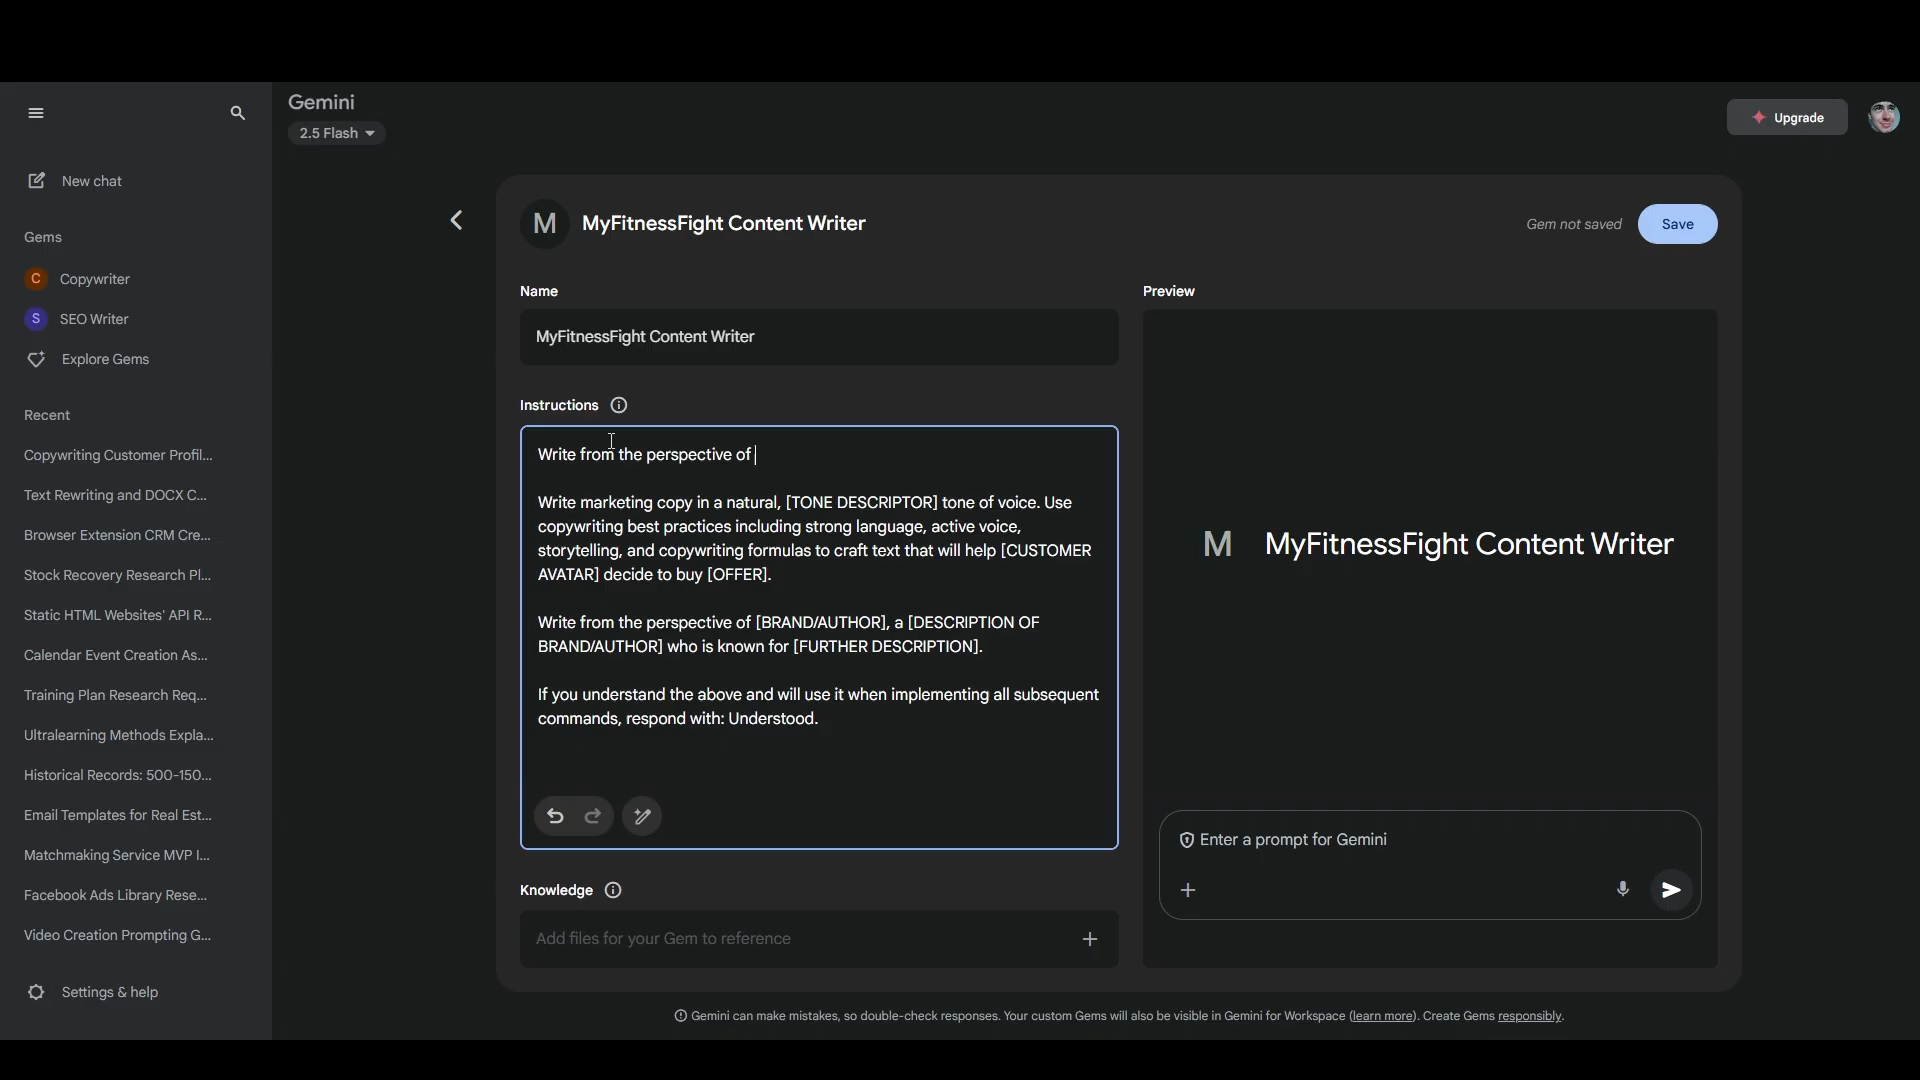 Gemini
2.5 Flash
Upgrade
New chat
Gems
C Copywriter
S SEO Writer
Explore Gems
Recent
Copywriting Customer Profil...
Text Rewriting and DOCX C...
Browser Extension CRM Cre...
Stock Recovery Research Pl...
Static HTML Websites' API R...
Calendar Event Creation As...
Training Plan Research Req...
Ultralearning Methods Expla...
Historical Records: 500-150...
Email Templates for Real Est...
Matchmaking Service MVP I...
Facebook Ads Library Rese...
Video Creation Prompting G...
Settings & help
M MyFitnessFight Content Writer
Gem not saved
Save
Name
MyFitnessFight Content Writer
Instructions
Write from the perspective of
Write marketing copy in a natural, [TONE DESCRIPTOR] tone of voice. Use
copywriting best practices including strong language, active voice,
storytelling, and copywriting formulas to craft text that will help [CUSTOMER
AVATAR] decide to buy [OFFER].
Write from the perspective of [BRAND/AUTHOR], a [DESCRIPTION OF
BRAND/AUTHOR] who is known for [FURTHER DESCRIPTION].
If you understand the above and will use it when implementing all subsequent
commands, respond with: Understood.
Knowledge
Add files for your Gem to reference
Preview
M MyFitnessFight Content Writer
Enter a prompt for Gemini
Gemini can make mistakes, so double-check responses. Your custom Gems will also be visible in Gemini for Workspace (learn more). Create Gems responsibly.